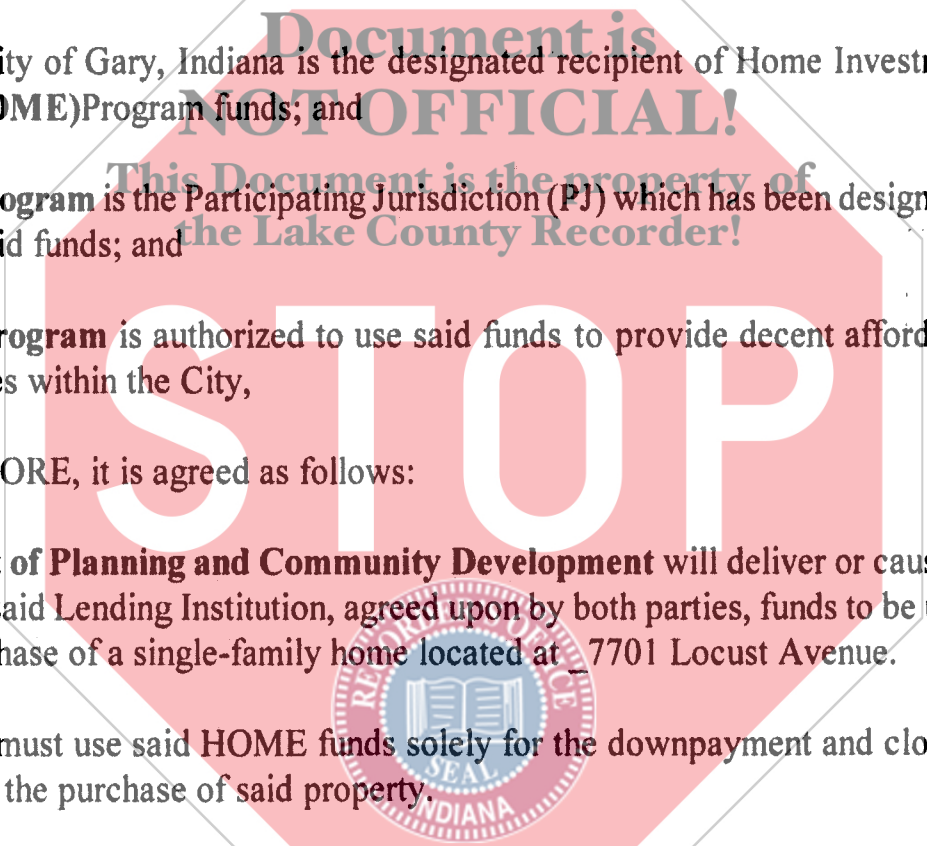 Document is
ity of Gary, Indiana is the designated recipient of Home Invest
OME)Program funds; and
NOT OFFICIAL!
This Document is the property of
ogram is the Participating Jurisdiction (PJ) which has been design
id funds; and
the Lake County Recorder!
rogram is authorized to use said funds to provide decent afford
s within the City,
STOP
ORE, it is agreed as follows:
of Planning and Community Development will deliver or caus
said Lending Institution, agreed upon by both parties, funds to be
hase of a single-family home located at _ 7701 Locust Avenue.
RECORDER'S OFFICE
must use said HOME funds solely for the downpayment and clo
the purchase of said property.
SEAL
INDIANA